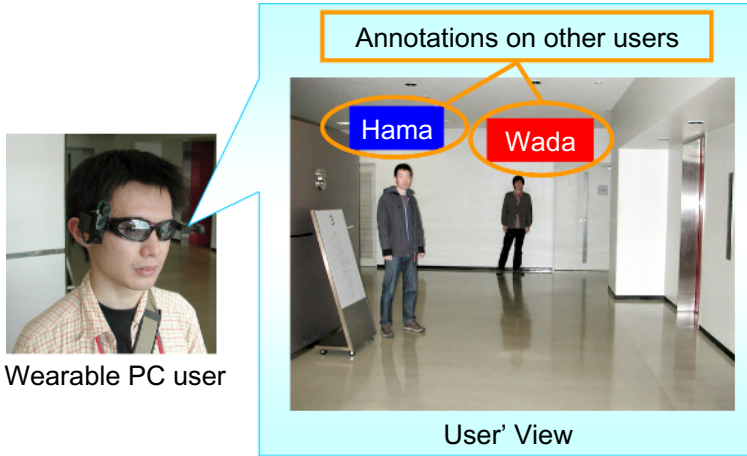 Annotations on other users
Hama
Wada
Wearable PC user
User' View